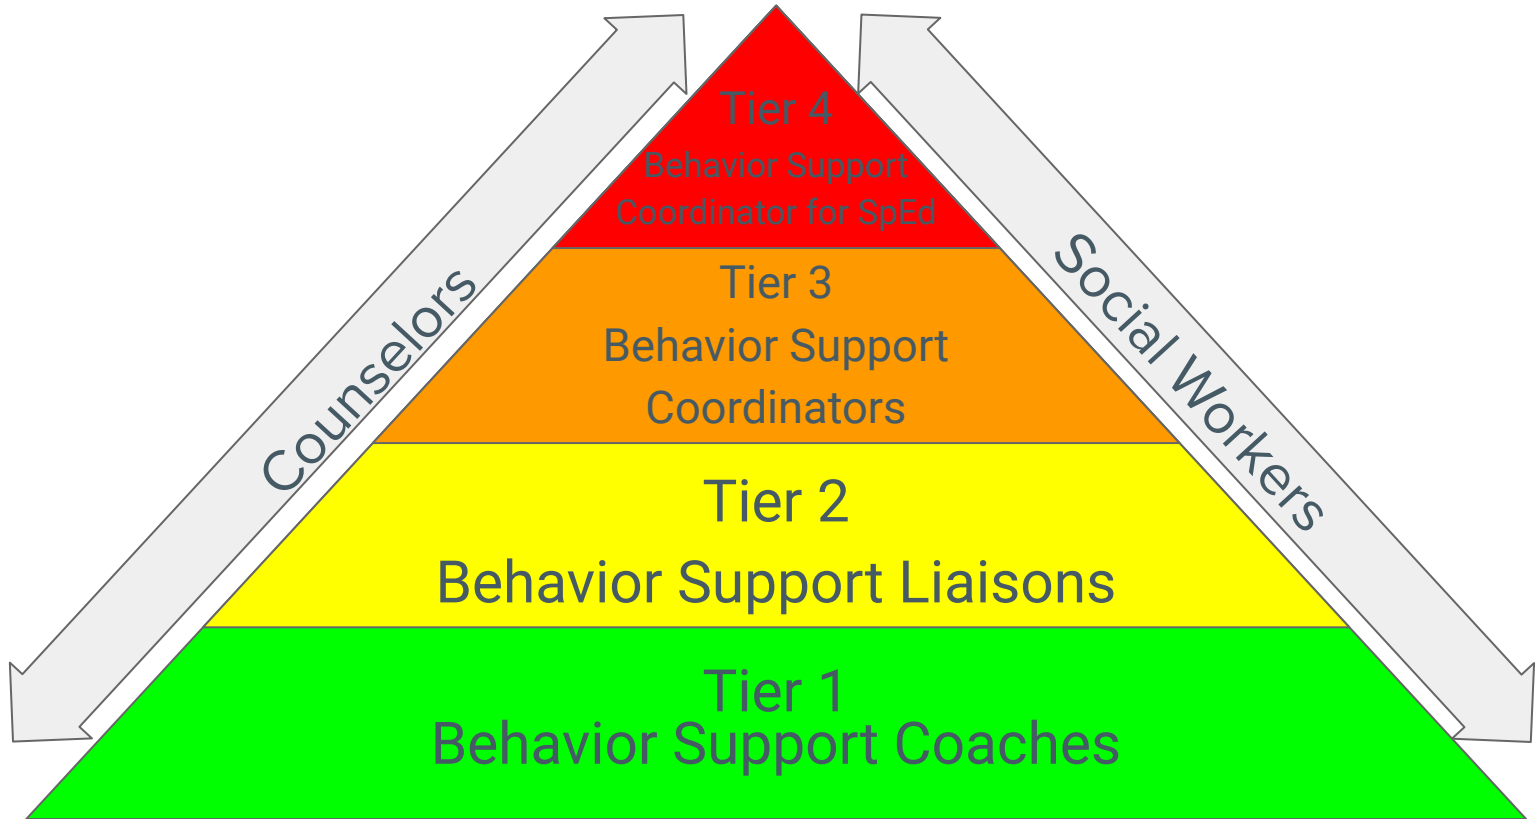 Tier 4
Behavior Support
Coordinator for SpEd
Tier 3
Behavior Support
Coordinators
Tier 2
Behavior Support Liaisons
Tier 1
Behavior Support Coaches
Counselors
Social Workers